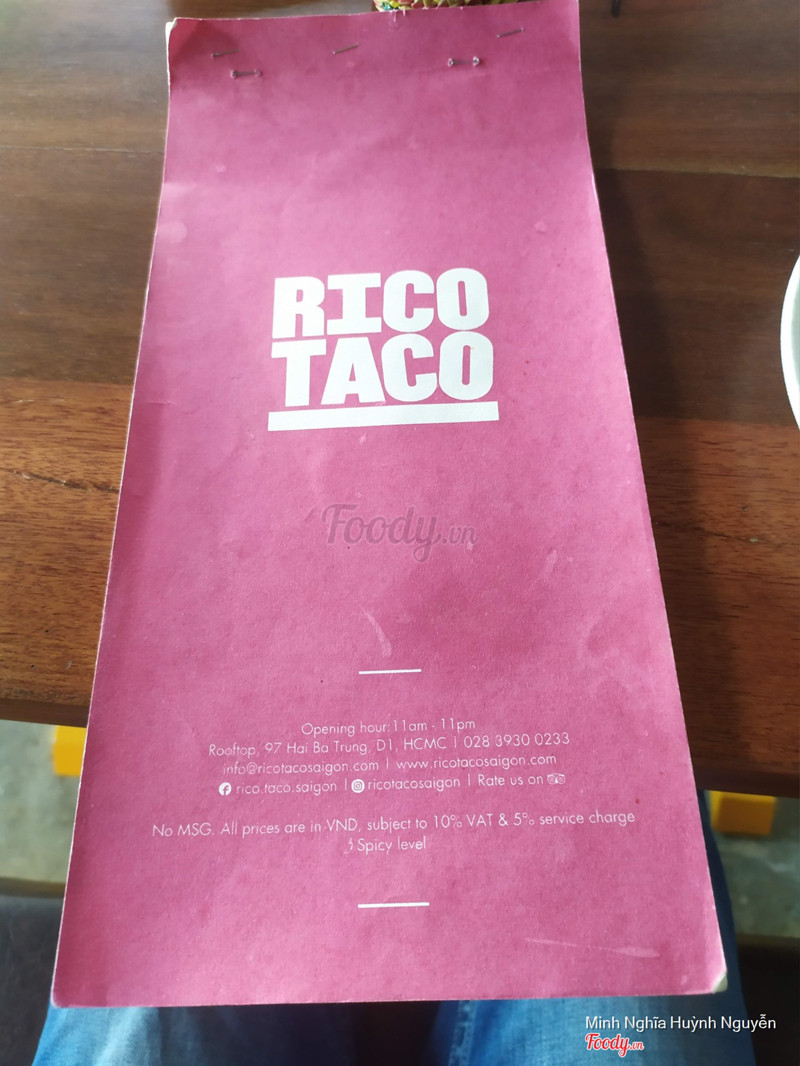 RICO
TACO
Foody.vn
Opening hour: 11am - 11pm
Rooftop, 97 Hai Ba Trung, D1, HCMC | 028 3930 0233
info@ricotacosaigon.com | www.ricotacosaigon.com
rico.taco.saigon | ricotacosaigon | Rate us on
No MSG. All prices are in VND, subject to 10% VAT & 5% service charge
Spicy level
Minh Nghĩa Huỳnh Nguyễn
Foody.vn